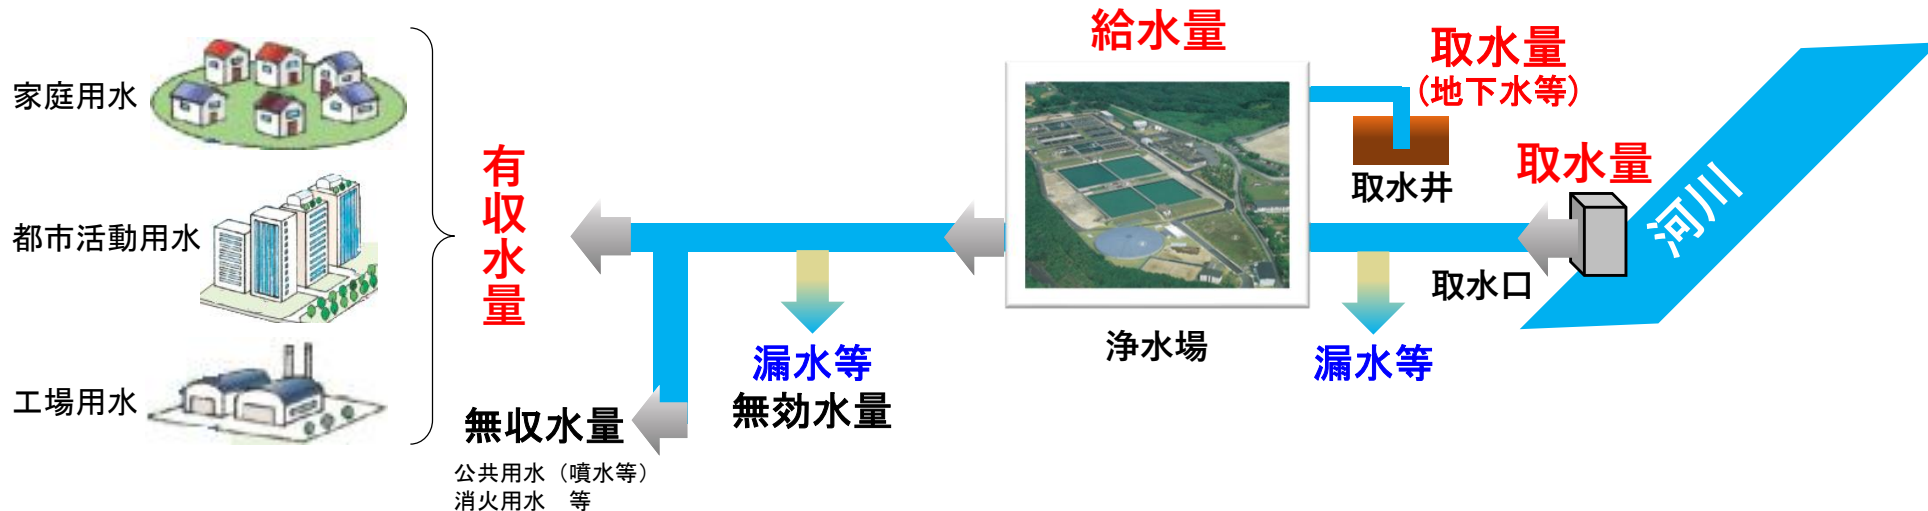 家庭用水
都市活動用水
工場用水
有収水量
無収水量
公共用水（噴水等）
消火用水　等
漏水等
無効水量
給水量
浄水場
取水量
（地下水等）
取水井
取水量
取水口
漏水等
河川